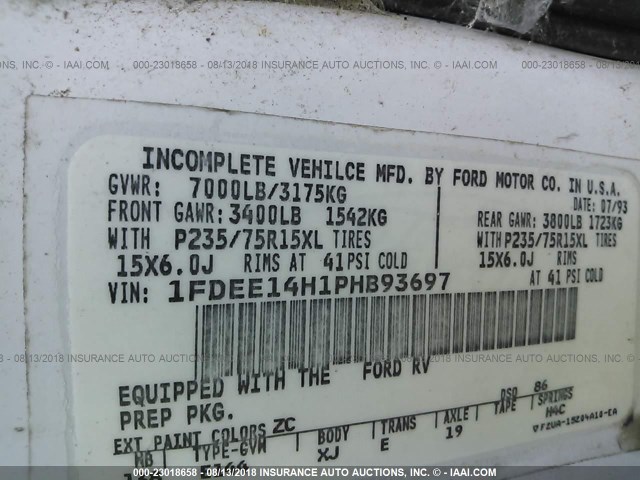 000-23018658 - 08/13/2018 INSURANCE AUTO AUCTIONS, INC. © - IAAI.COM
INCOMPLETE VEHILCE MFD. BY FORD MOTOR CO. IN U.S.A.
GVWR: 7000LB/3175KG DATE: 07/93
FRONT GAWR: 3400LB 1542KG REAR GAWR: 3800LB 1723KG
WITH P235/75R15XL TIRES WITH P235/75R15XL TIRES
15X6.0J RIMS AT 41 PSI COLD 15X6.0J RIMS
VIN: 1FDEE14H1PHB93697 AT 41 PSI COLD
000-23018658 - 08/13/2018 INSURANCE AUTO AUCTIONS, INC. © - IAAI.COM
EQUIPPED WITH THE FORD RV
PREP PKG. DSO 86
EXT PAINT COLORS ZC
WB TYPE-GVM BODY TRANS AXLE TAPE SPRINGS
XJ E 19 H4C
000-23018658 - 08/13/2018 INSURANCE AUTO AUCTIONS, INC. © - IAAI.COM